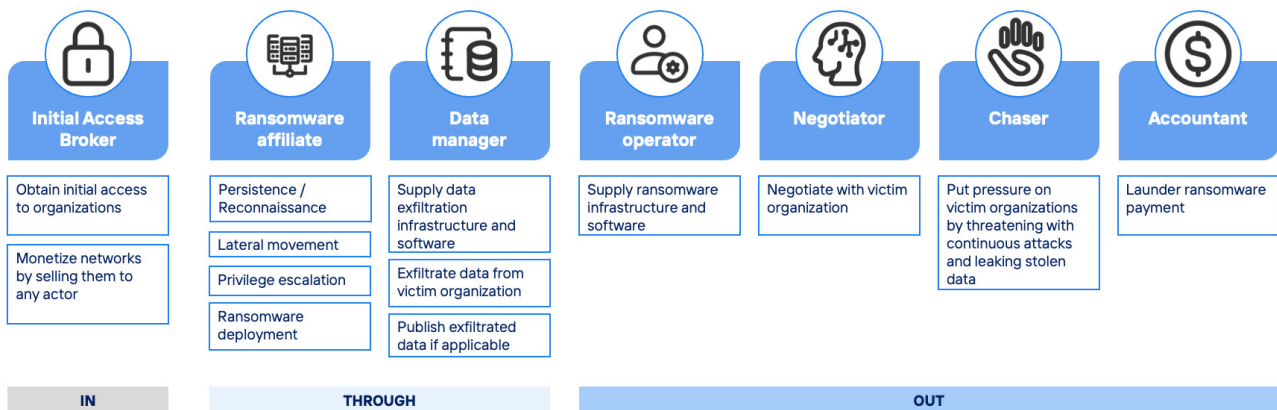 Initial Access
Broker
Obtain initial access
to organizations
Monetize networks
by selling them to
any actor
Ransomware
affiliate
Persistence /
Reconnaissance
Lateral movement
Privilege escalation
Ransomware
deployment
Data
manager
Supply data
exfiltration
infrastructure and
software
Exfiltrate data from
victim organization
Publish exfiltrated
data if applicable
Ransomware
operator
Supply ransomware
infrastructure and
software
Negotiator
Negotiate with victim
organization
Chaser
Put pressure on
victim organizations
by threatening with
continuous attacks
and leaking stolen
data
Accountant
Launder ransomware
payment
IN
THROUGH
OUT